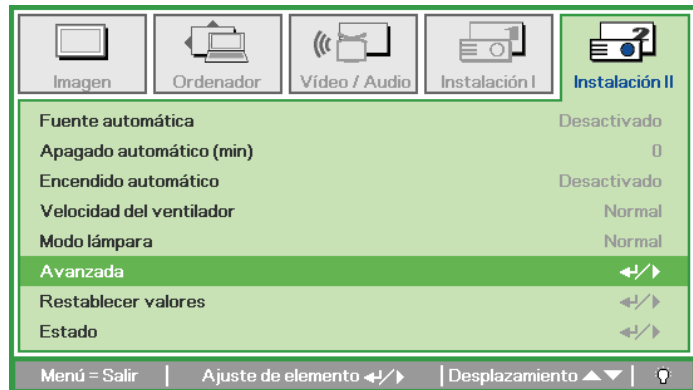 Imagen Ordenador Vídeo / Audio Instalación I Instalación II
Fuente automática Desactivado
Apagado automático (min) 0
Encendido automático Desactivado
Velocidad del ventilador Normal
Modo lámpara Normal
Avanzada
Restablecer valores
Estado
Menú = Salir Ajuste de elemento Desplazamiento